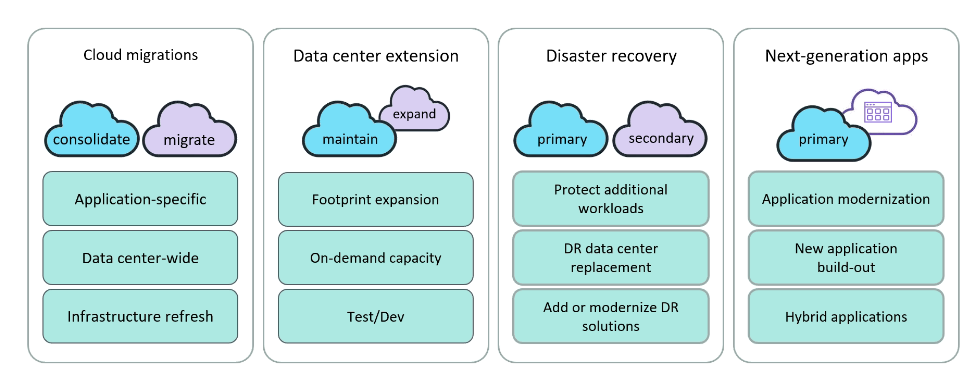 Cloud migrations
consolidate
migrate
Application-specific
Data center-wide
Infrastructure refresh
Data center extension
expand
maintain
Footprint expansion
On-demand capacity
Test/Dev
Disaster recovery
primary
secondary
Protect additional
workloads
DR data center
replacement
Add or modernize DR
solutions
Next-generation apps
primary
Application modernization
New application
build-out
Hybrid applications